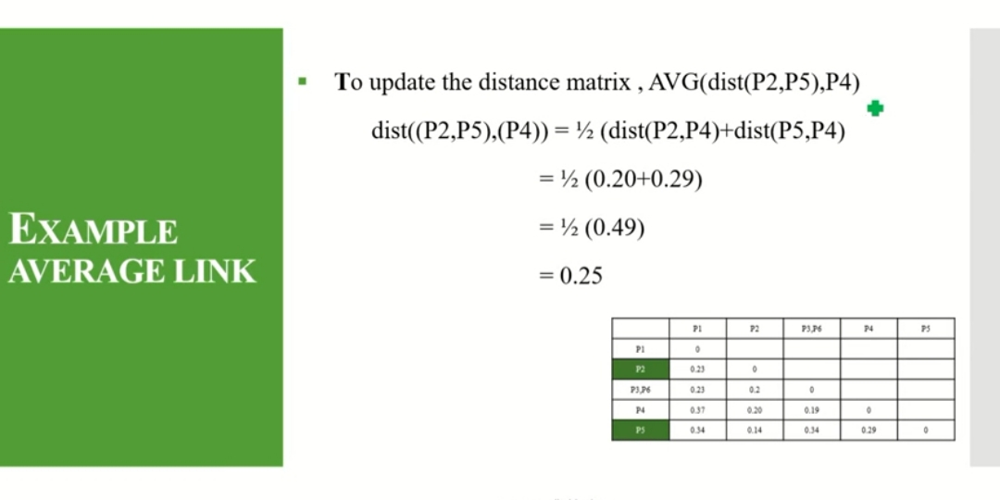 To update the distance matrix , AVG(dist(P2,P5),P4)
dist((P2,P5),(P4)) = ½ (dist(P2,P4)+dist(P5,P4)
= ½ (0.20+0.29)
= ½ (0.49)
= 0.25
EXAMPLE
AVERAGE LINK
P1 P2 P3,P6 P4 P5
P1 0
P2 0.23 0
P3,P6 0.23 0.2 0
P4 0.37 0.20 0.19 0
P5 0.34 0.14 0.34 0.29 0